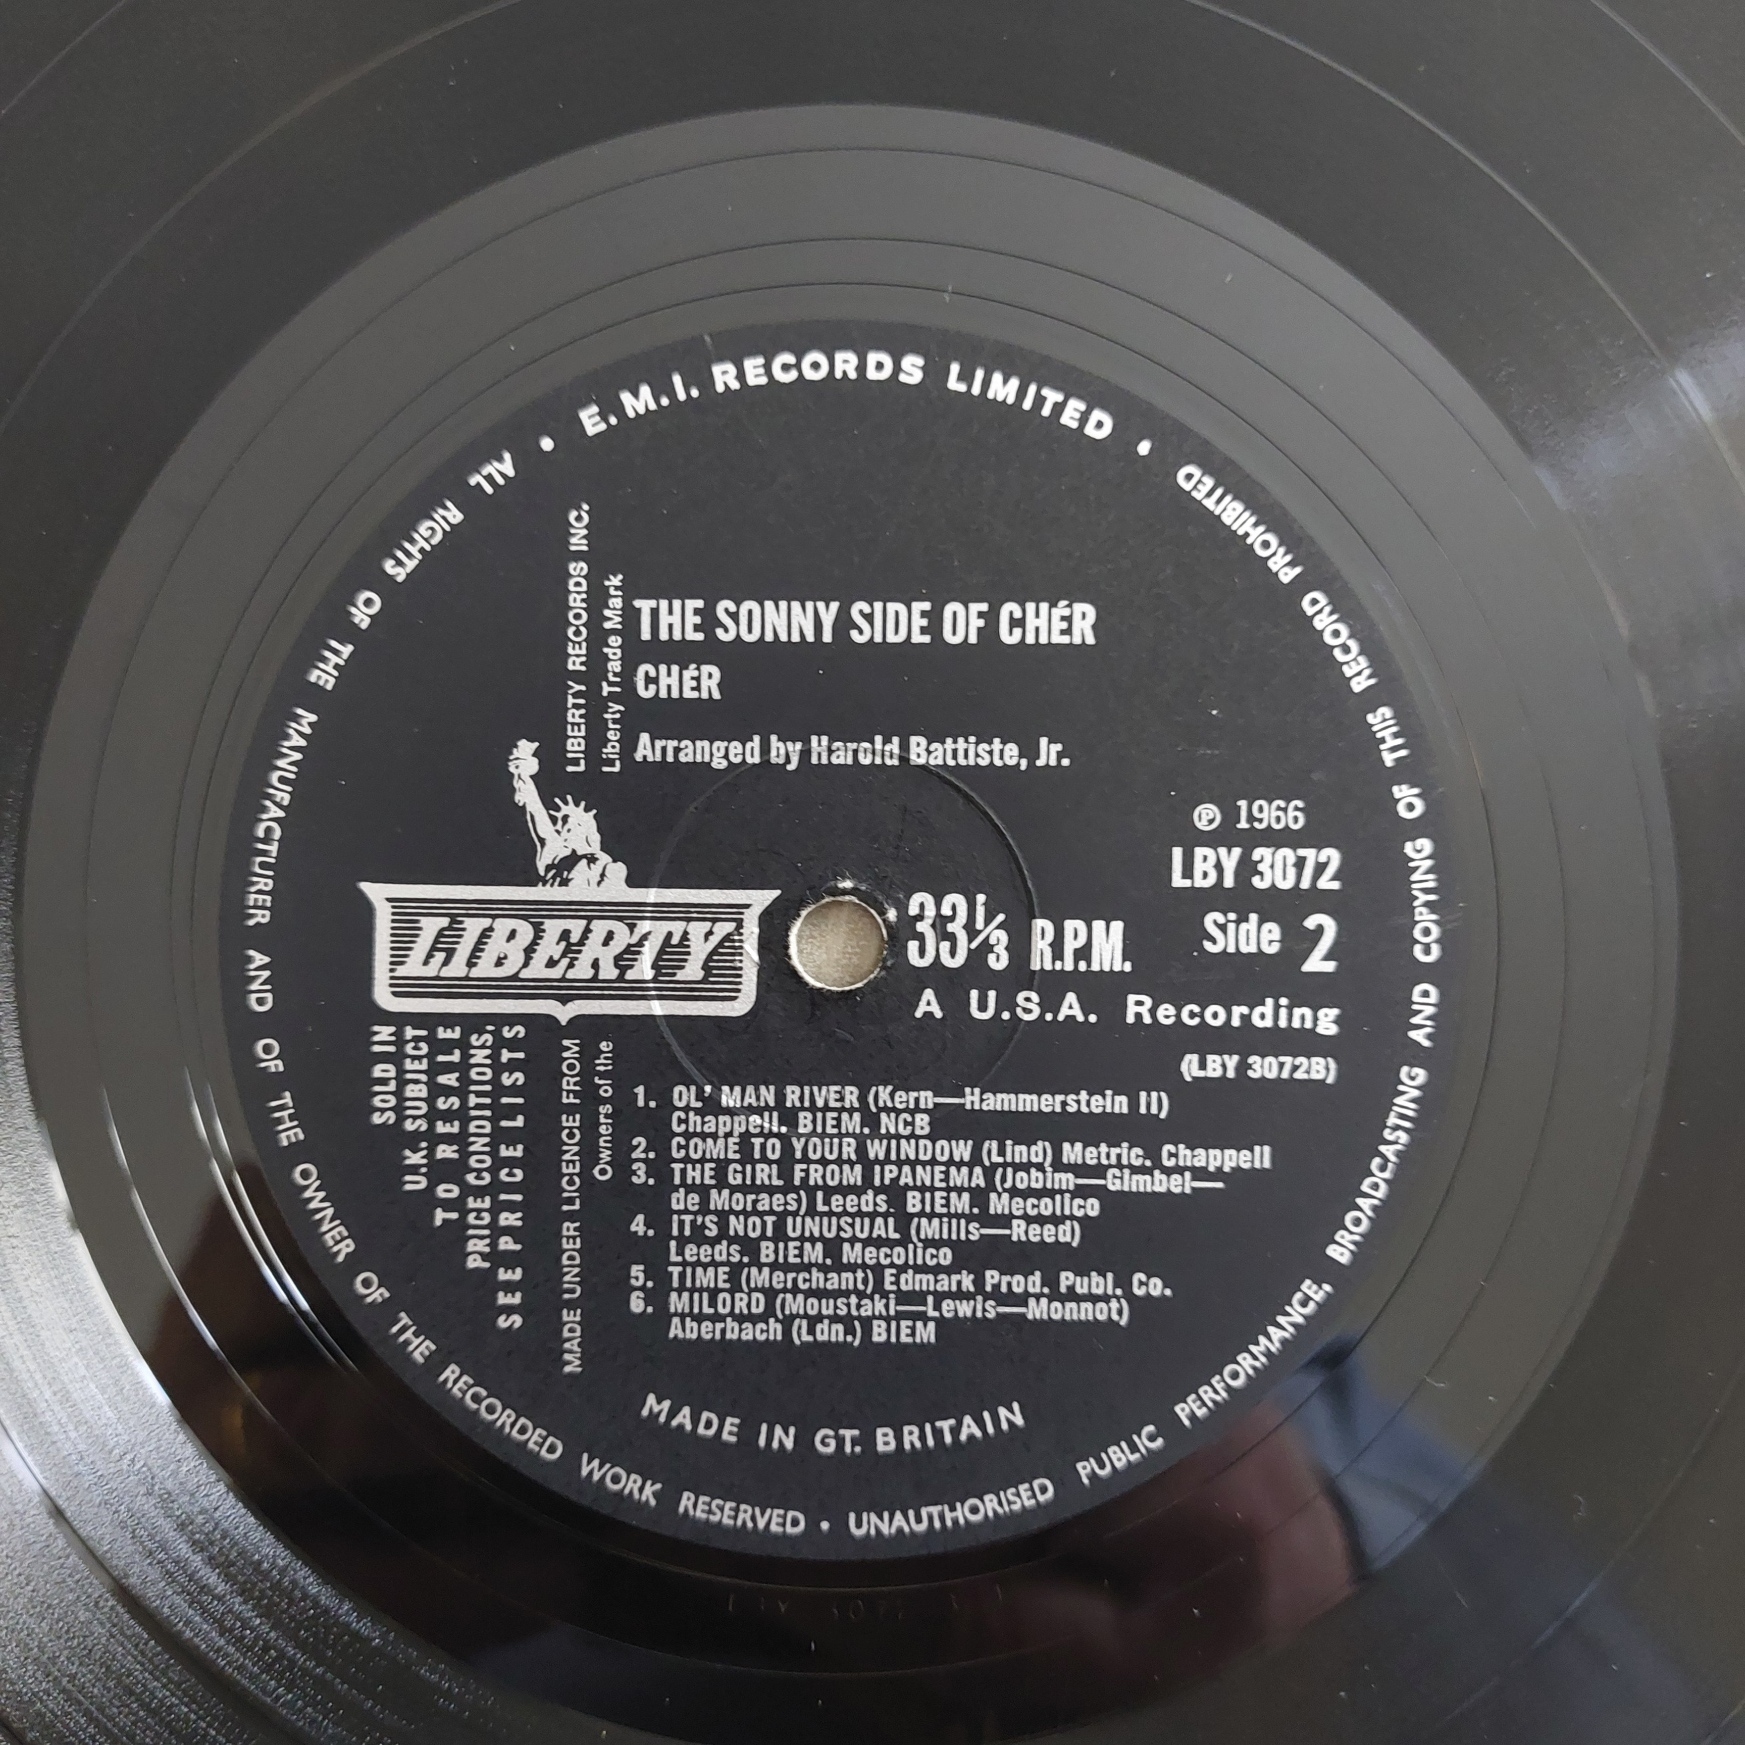 E.M.I. RECORDS LIMITED •
ALL RIGHTS OF THE MANUFACTURER AND OF THE OWNER OF THE RECORDED WORK RESERVED • UNAUTHORISED PUBLIC PERFORMANCE, BROADCASTING AND COPYING OF THIS RECORD PROHIBITED •
LIBERTY RECORDS INC.
Liberty Trade Mark
THE SONNY SIDE OF CHÉR
CHÉR
Arranged by Harold Battiste, Jr.
℗ 1966
LBY 3072
LIBERTY
33⅓ R.P.M.
Side 2
A U.S.A. Recording
(LBY 3072B)
SOLD IN
U.K. SUBJECT
TO RESALE
PRICE CONDITIONS,
SEE PRICE LISTS
MADE UNDER LICENCE FROM
Owners of the
1. OL' MAN RIVER (Kern—Hammerstein II)
Chappell. BIEM. NCB
2. COME TO YOUR WINDOW (Lind) Metric. Chappell
3. THE GIRL FROM IPANEMA (Jobim—Gimbel—
de Moraes) Leeds. BIEM. Mecolico
4. IT'S NOT UNUSUAL (Mills—Reed)
Leeds. BIEM. Mecolico
5. TIME (Merchant) Edmark Prod. Publ. Co.
6. MILORD (Moustaki—Lewis—Monnot)
Aberbach (Ldn.) BIEM
MADE IN GT. BRITAIN